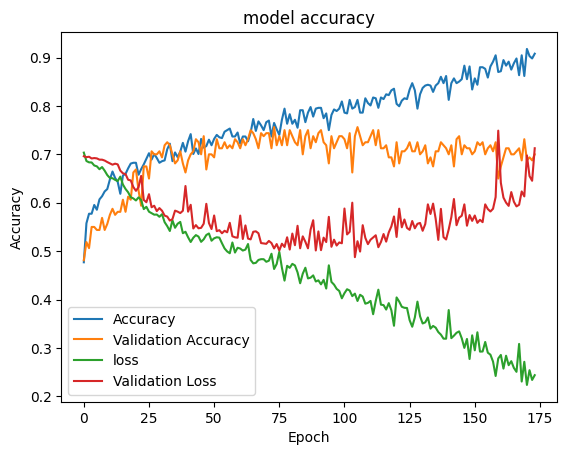 model accuracy
Accuracy
0.9
0.8
0.7
0.6
0.5
0.4
0.3
0.2
Accuracy
Validation Accuracy
loss
Validation Loss
0 25 50 75 100 125 150 175
Epoch